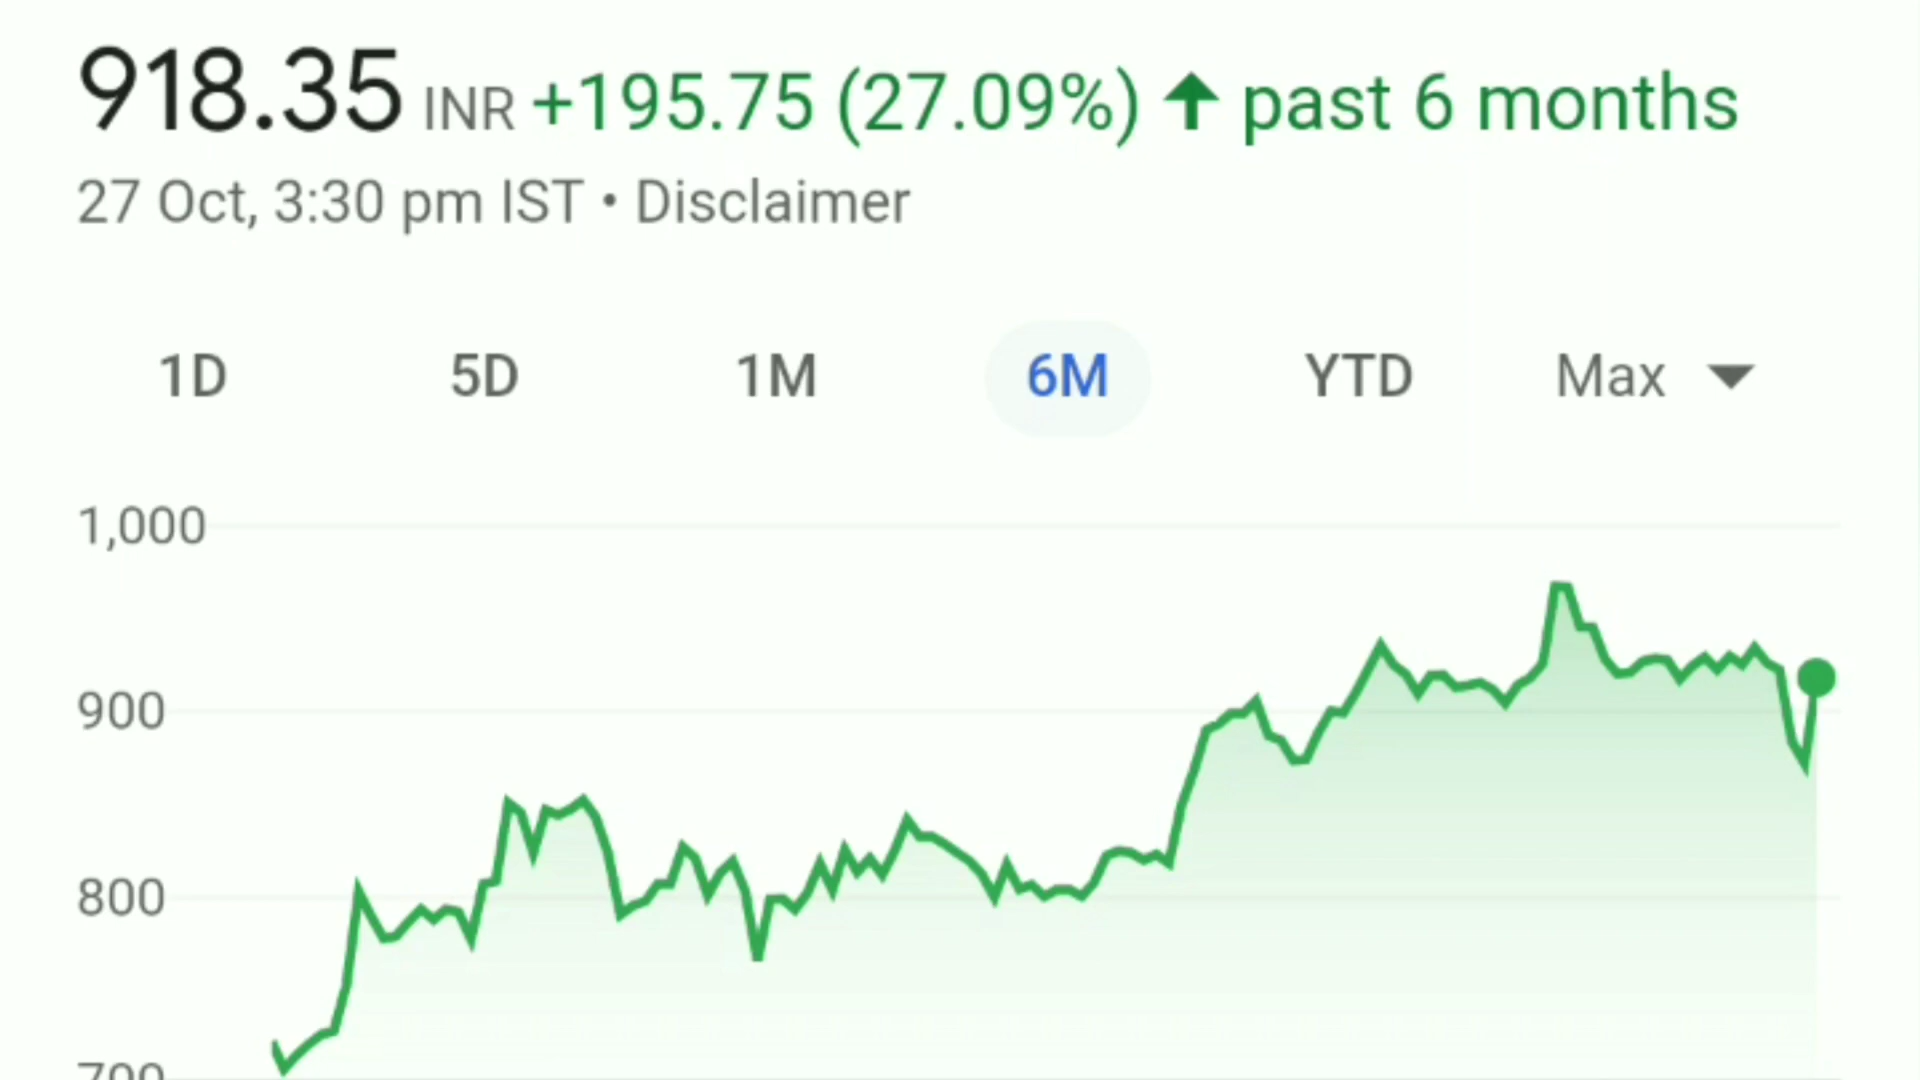 918.35 INR +195.75 (27.09%) ↑ past 6 months
27 Oct, 3:30 pm IST • Disclaimer
1D 5D 1M 6M YTD Max
1,000
900
800
700